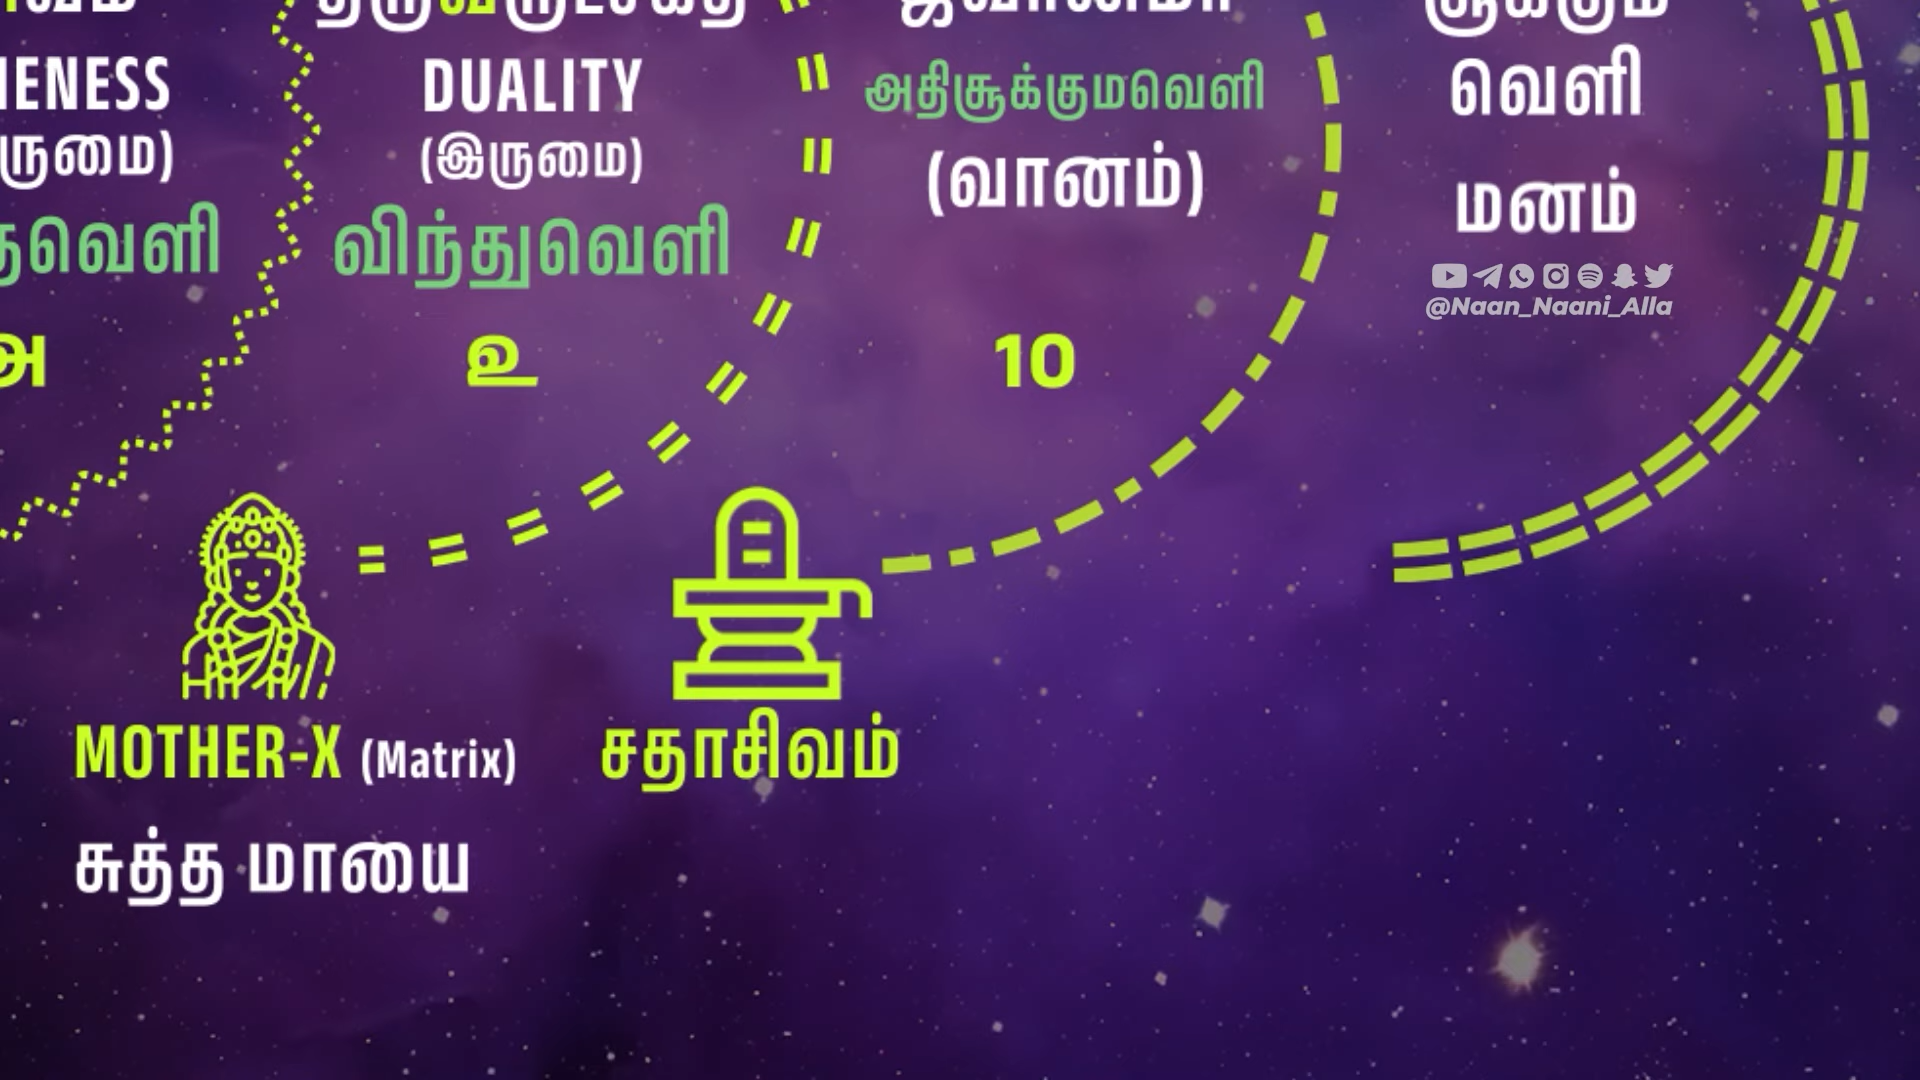 DUALITY
(இருமை)
விந்துவெளி
உ
அதிசூக்குமவெளி
(வானம்)
10
வெளி
மனம்
@Naan_Naani_Alla
அ
MOTHER-X (Matrix)
சுத்த மாயை
சதாசிவம்